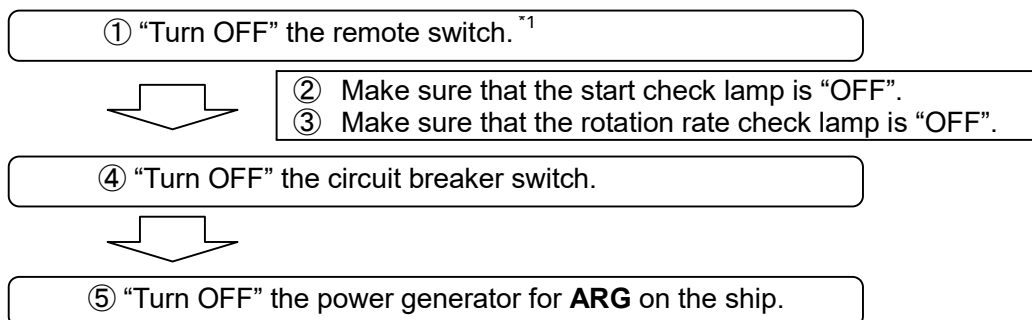 ① “Turn OFF” the remote switch. *1
② Make sure that the start check lamp is “OFF”.
③ Make sure that the rotation rate check lamp is “OFF”.
④ “Turn OFF” the circuit breaker switch.
⑤ “Turn OFF” the power generator for ARG on the ship.